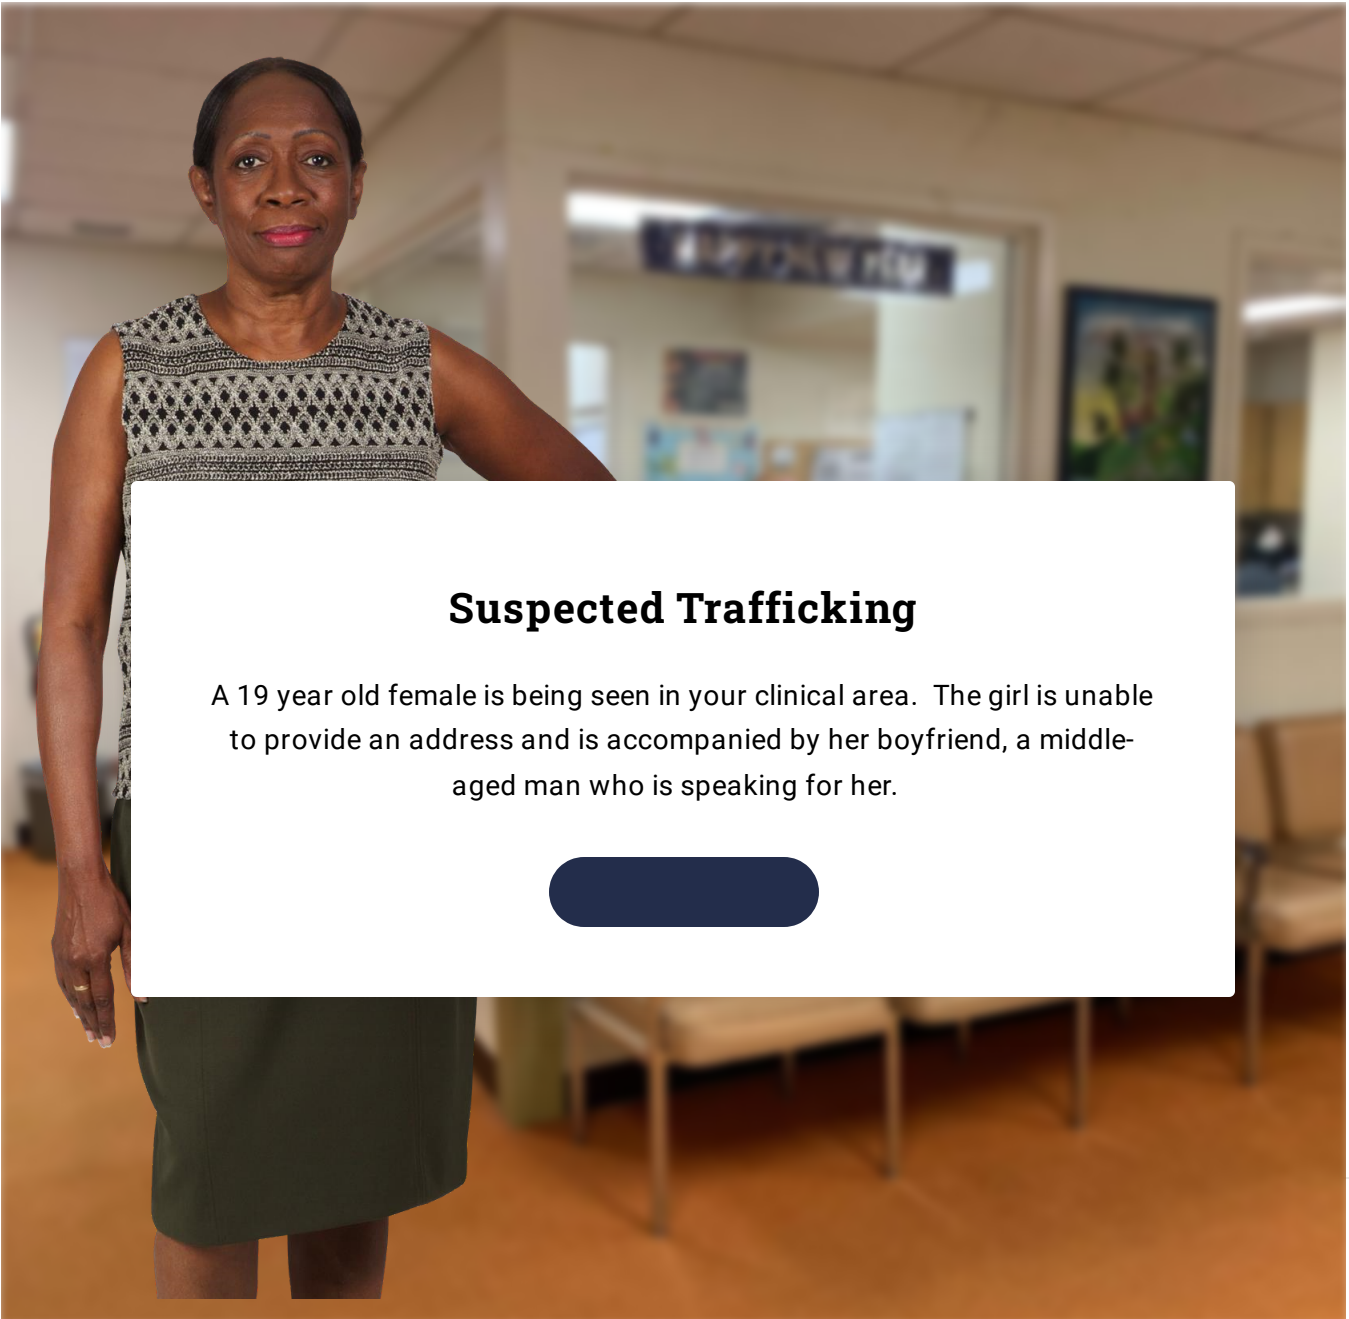 Suspected Trafficking
A 19 year old female is being seen in your clinical area.  The girl is unable
to provide an address and is accompanied by her boyfriend, a middle-
aged man who is speaking for her.